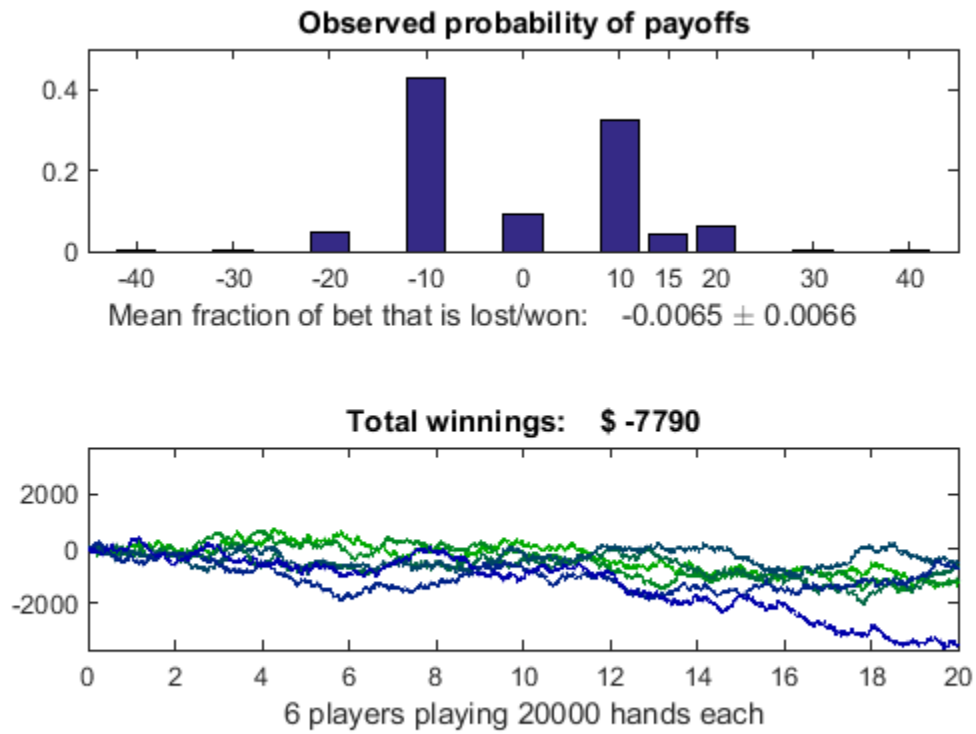 Observed probability of payoffs
0.4
0.2
0
-40 -30 -20 -10 0 10 15 20 30 40
Mean fraction of bet that is lost/won: -0.0065 ± 0.0066
Total winnings: $ -7790
2000
0
-2000
0 2 4 6 8 10 12 14 16 18 20
6 players playing 20000 hands each